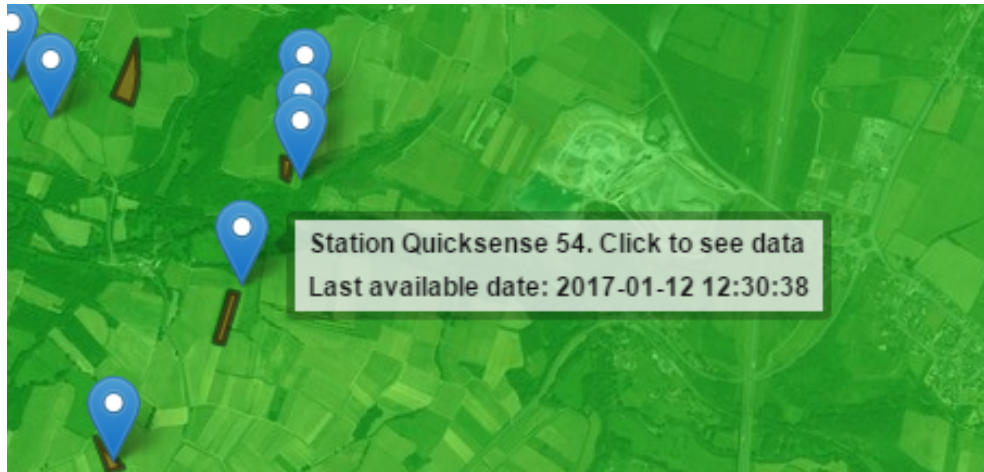 Station Quicksense 54. Click to see data
Last available date: 2017-01-12 12:30:38